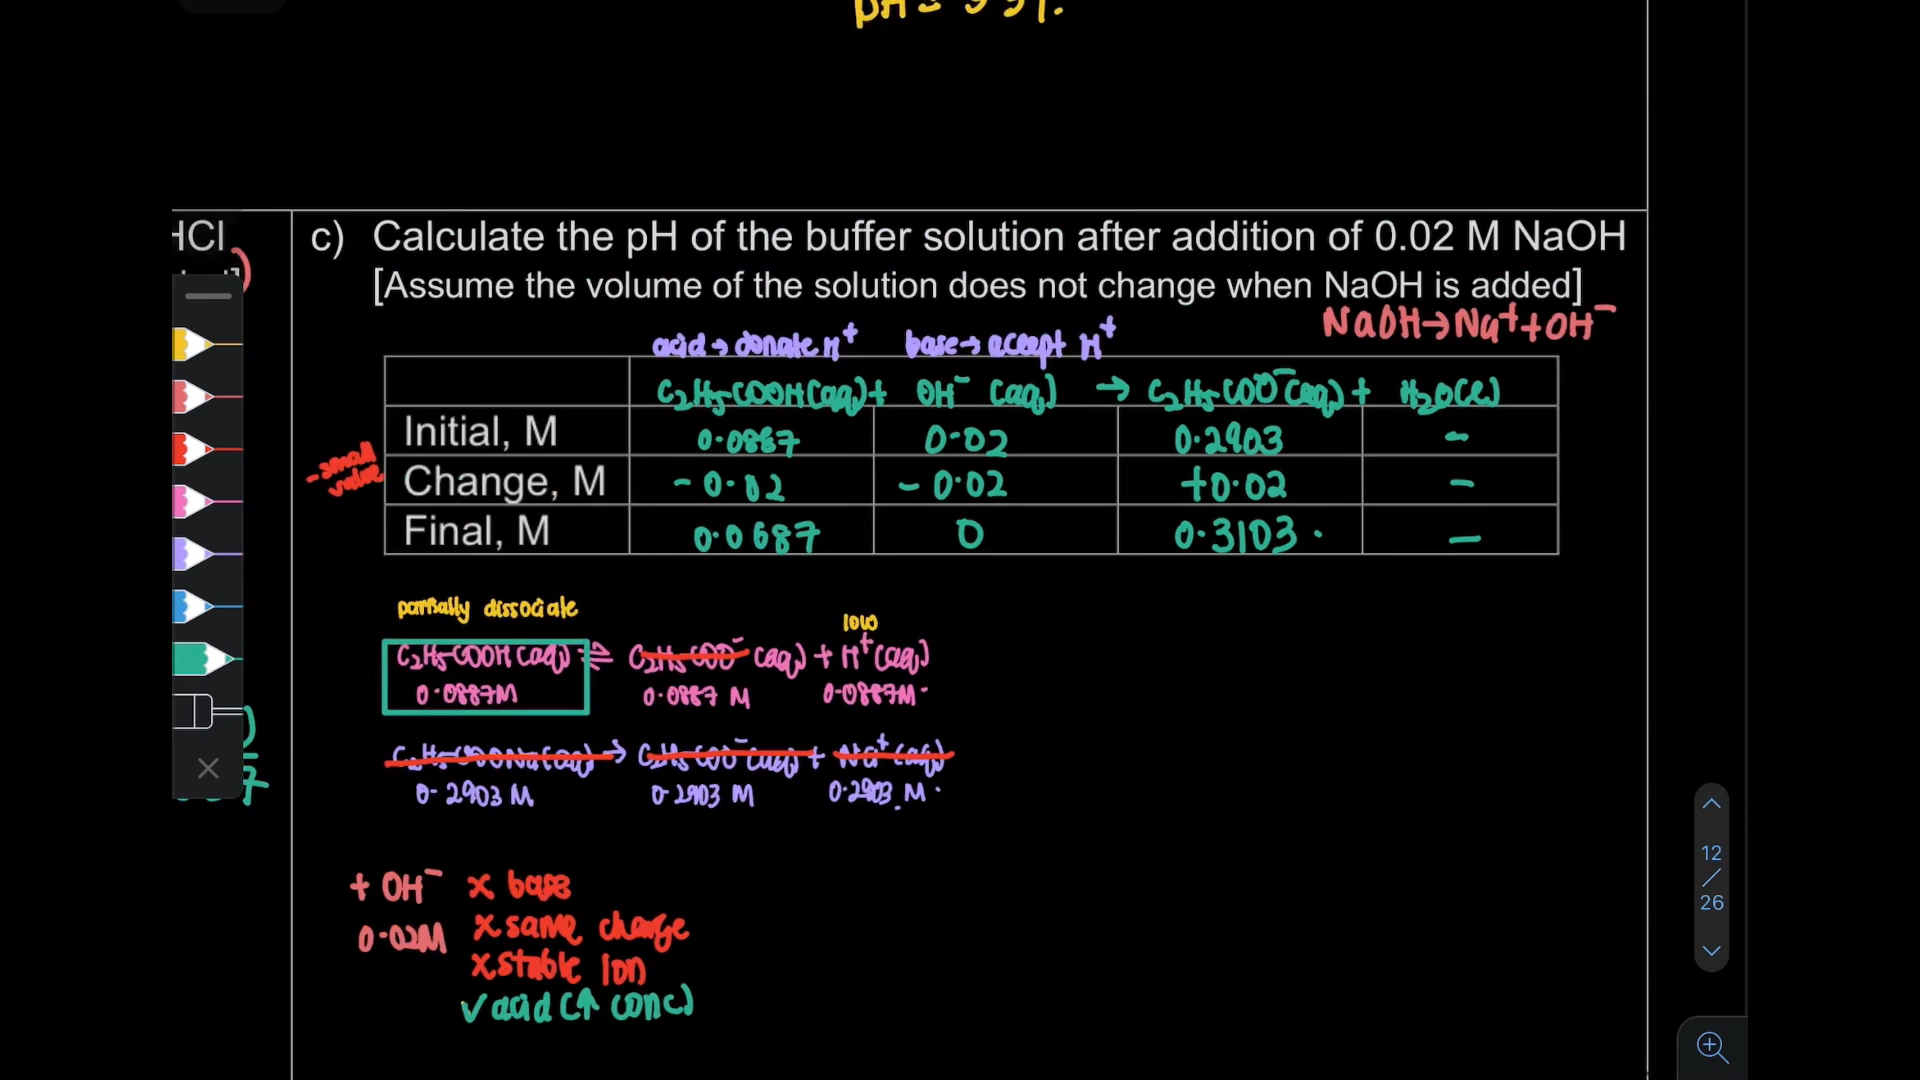 pH =
HCl
c) Calculate the pH of the buffer solution after addition of 0.02 M NaOH
[Assume the volume of the solution does not change when NaOH is added]
NaOH → Na⁺ + OH⁻
acid → donate H⁺ base → accept H⁺
C₂H₅COOH(aq) + OH⁻ (aq) → C₂H₅COO⁻(aq) + H₂O(l)
Initial, M 0.0887 0.02 0.2903 -
- small value
Change, M - 0.02 - 0.02 +0.02 -
Final, M 0.0687 0 0.3103 . -
partially dissociate
low
C₂H₅COOH(aq) ⇌ C₂H₅COO⁻ (aq) + H⁺(aq)
0.0887M 0.0887 M 0.0887M.
C₂H₅COONa(aq) → C₂H₅COO⁻(aq) + Na⁺(aq)
0.2903 M 0.2903 M 0.2903 M.
+ OH⁻ x base
0.02M x same charge
x stable ion
✓ acid (↑ conc)
12
/
26